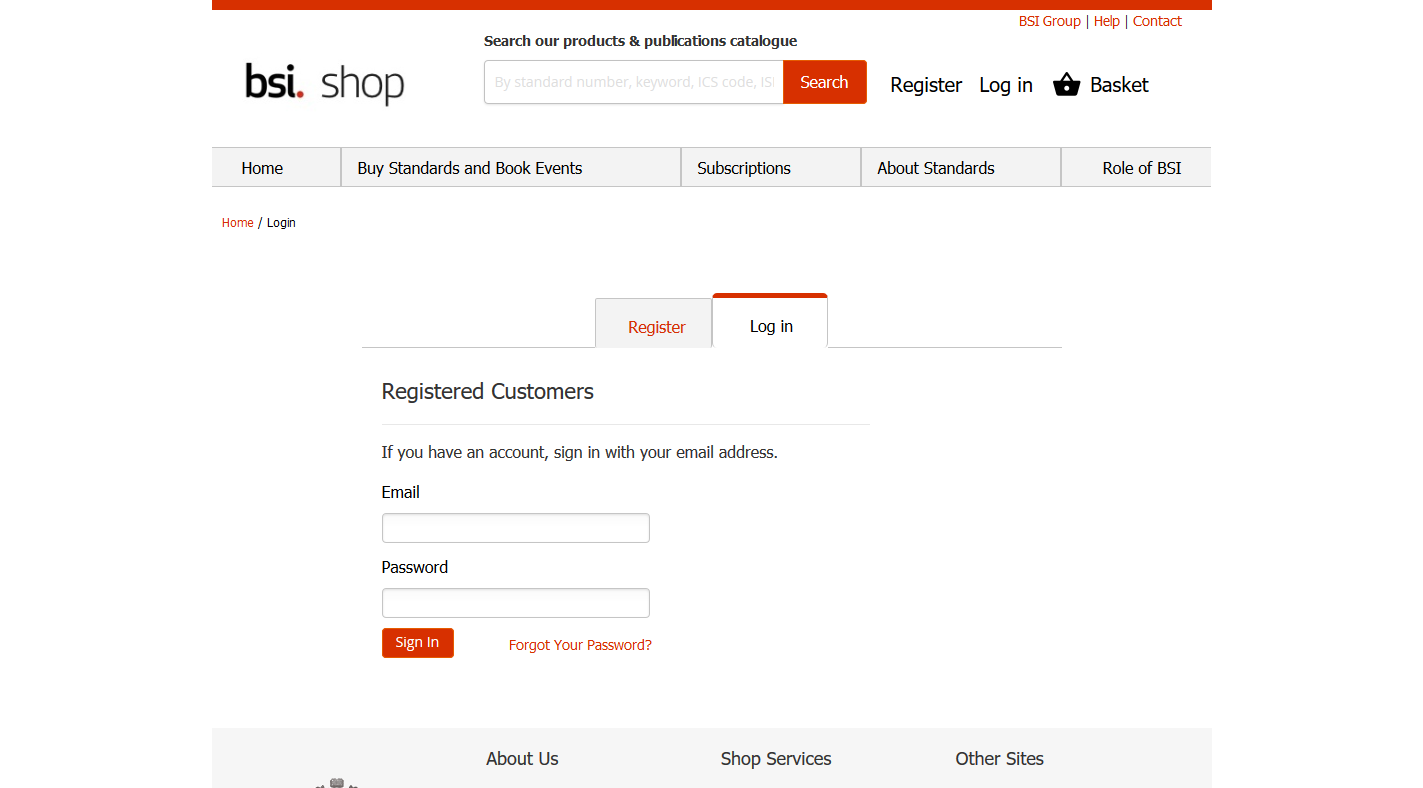 BSI Group | Help | Contact
Search our products & publications catalogue
bsi. shop
By standard number, keyword, ICS code, ISI
Search
Register
Log in
Basket
Home
Buy Standards and Book Events
Subscriptions
About Standards
Role of BSI
Home / Login
Register
Log in
Registered Customers
If you have an account, sign in with your email address.
Email
Password
Sign In
Forgot Your Password?
About Us
Shop Services
Other Sites